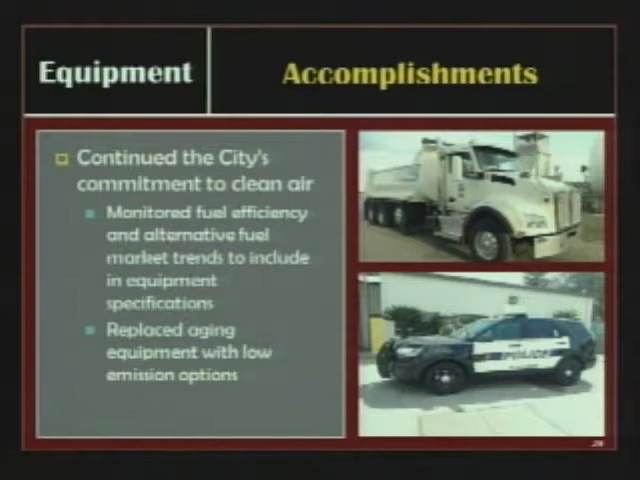 Equipment
Accomplishments
Continued the City's
commitment to clean air
Monitored fuel efficiency
and alternative fuel
market trends to include
in equipment
specifications
Replaced aging
equipment with low
emission options
POLICE